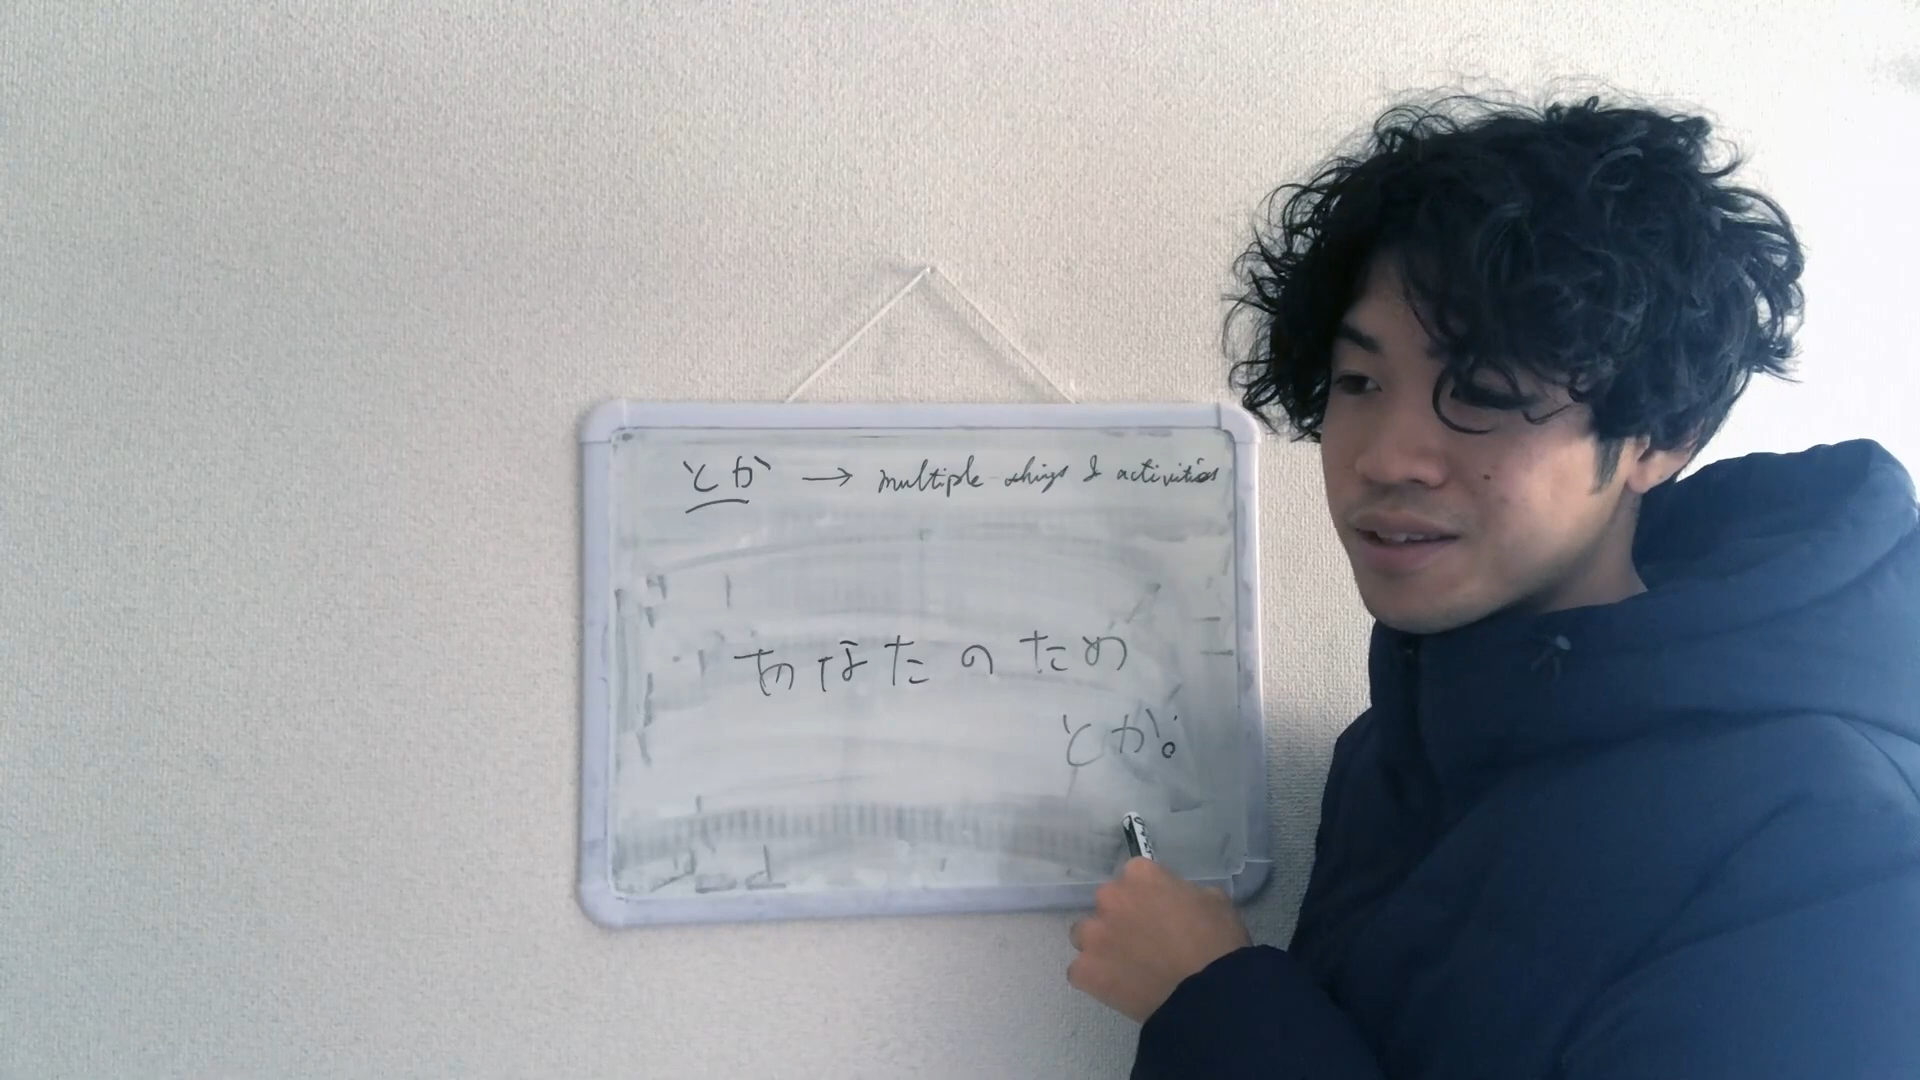 とか → multiple things & activities
あなたのため
とか。